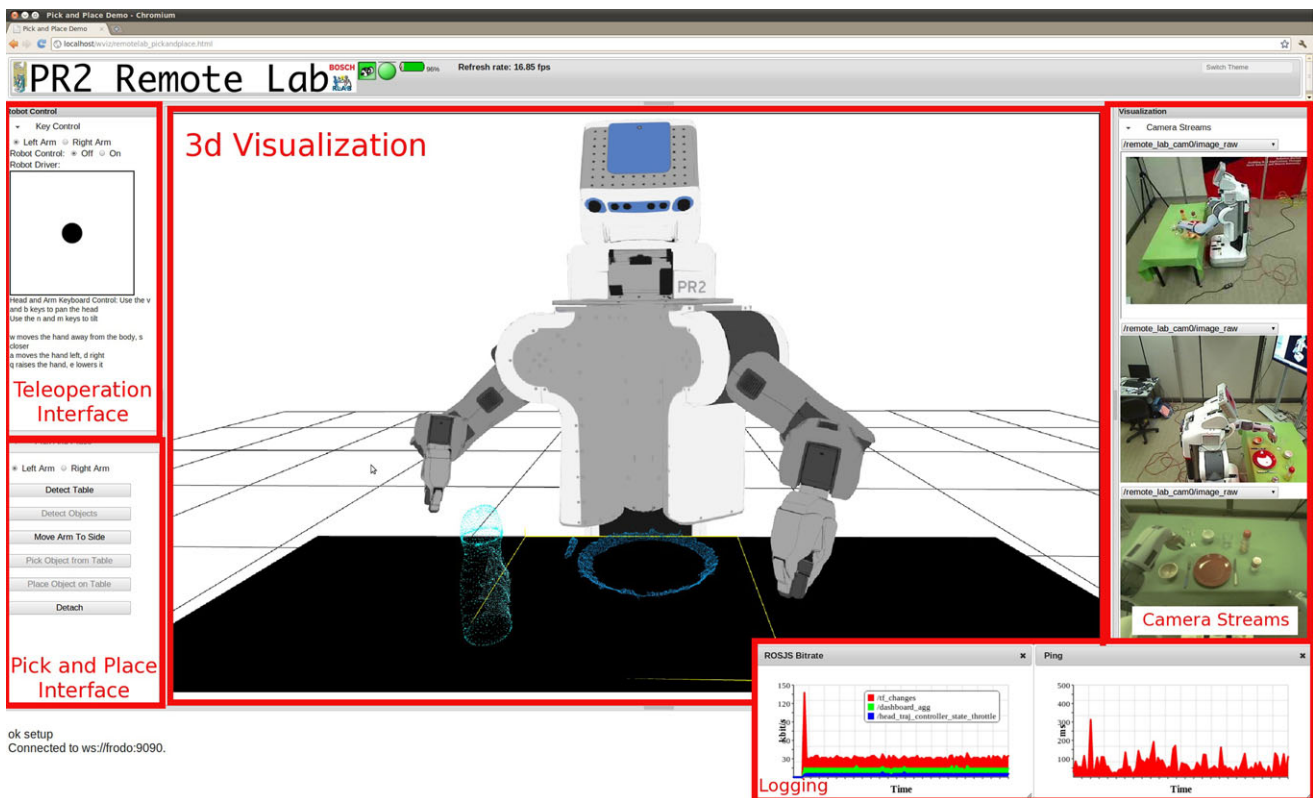 Pick and Place Demo - Chromium
Pick and Place Demo
localhost/wviz/remotelab_pickandplace.html
PR2 Remote Lab
BOSCH
96%
Refresh rate: 16.85 fps
Switch Theme
Robot Control
Key Control
Left Arm Right Arm
Robot Control: Off On
Robot Driver:
Head and Arm Keyboard Control: Use the v
and b keys to pan the head
Use the n and m keys to tilt
w moves the hand away from the body, s
closer
a moves the hand left, d right
q raises the hand, e lowers it
Teleoperation
Interface
Left Arm Right Arm
Detect Table
Detect Objects
Move Arm To Side
Pick Object from Table
Place Object on Table
Detach
Pick and Place
Interface
3d Visualization
PR2
Visualization
Camera Streams
/remote_lab_cam0/image_raw
/remote_lab_cam0/image_raw
/remote_lab_cam0/image_raw
Camera Streams
ROSJS Bitrate
150
120
90
60
30
kbit/s
/tf_changes
/dashboard_agg
/head_traj_controller_state_throttle
Time
Logging
Ping
500
400
300
200
100
ms
Time
ok setup
Connected to ws://frodo:9090.